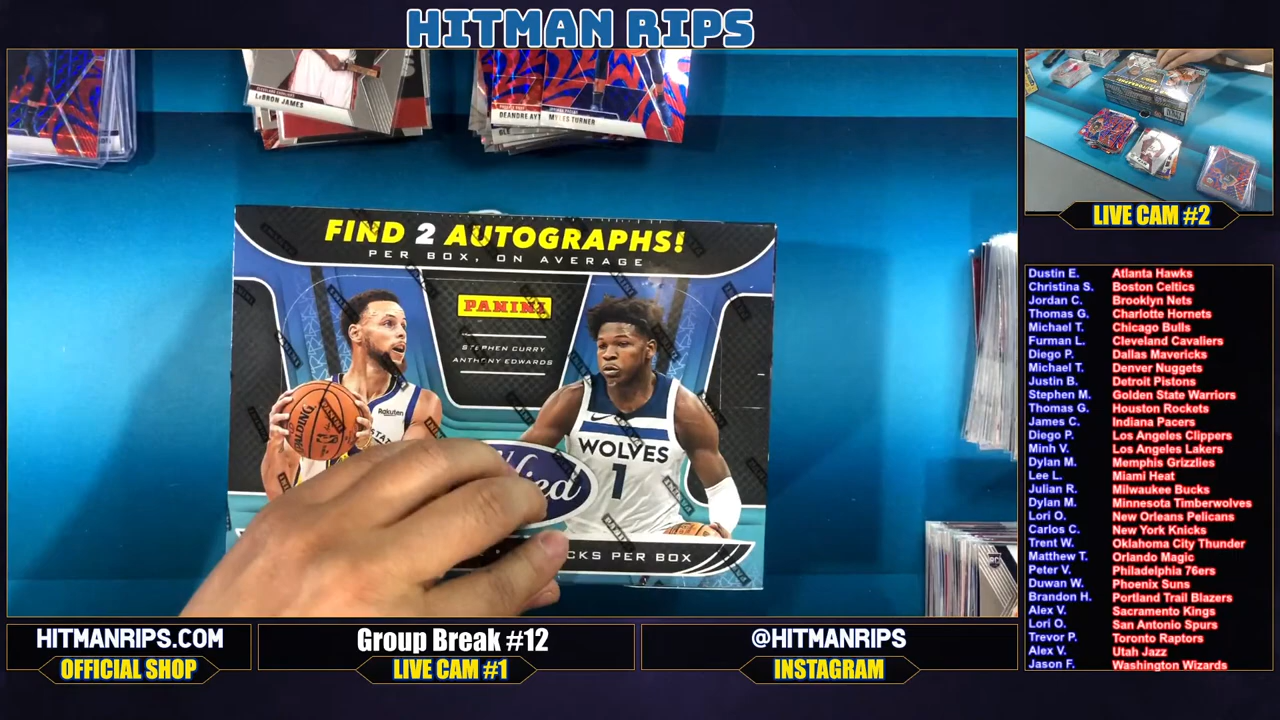 HITMAN RIPS
LeBRON JAMES
DEANDRE AYT
MYLES TURNER
FIND 2 AUTOGRAPHS!
PER BOX, ON AVERAGE
PANINI
STEPHEN CURRY
ANTHONY EDWARDS
Rakuten
SPALDING
WOLVES
1
PER BOX
LIVE CAM #2
Dustin E. Atlanta Hawks
Christina S. Boston Celtics
Jordan C. Brooklyn Nets
Thomas G. Charlotte Hornets
Michael T. Chicago Bulls
Furman L. Cleveland Cavaliers
Diego P. Dallas Mavericks
Michael T. Denver Nuggets
Justin B. Detroit Pistons
Stephen M. Golden State Warriors
Thomas G. Houston Rockets
James C. Indiana Pacers
Diego P. Los Angeles Clippers
Minh V. Los Angeles Lakers
Dylan M. Memphis Grizzlies
Lee L. Miami Heat
Julian R. Milwaukee Bucks
Dylan M. Minnesota Timberwolves
Lori O. New Orleans Pelicans
Carlos C. New York Knicks
Trent W. Oklahoma City Thunder
Matthew T. Orlando Magic
Peter V. Philadelphia 76ers
Duwan W. Phoenix Suns
Brandon H. Portland Trail Blazers
Alex V. Sacramento Kings
Lori O. San Antonio Spurs
Trevor P. Toronto Raptors
Alex V. Utah Jazz
Jason F. Washington Wizards
HITMANRIPS.COM
OFFICIAL SHOP
Group Break #12
LIVE CAM #1
@HITMANRIPS
INSTAGRAM